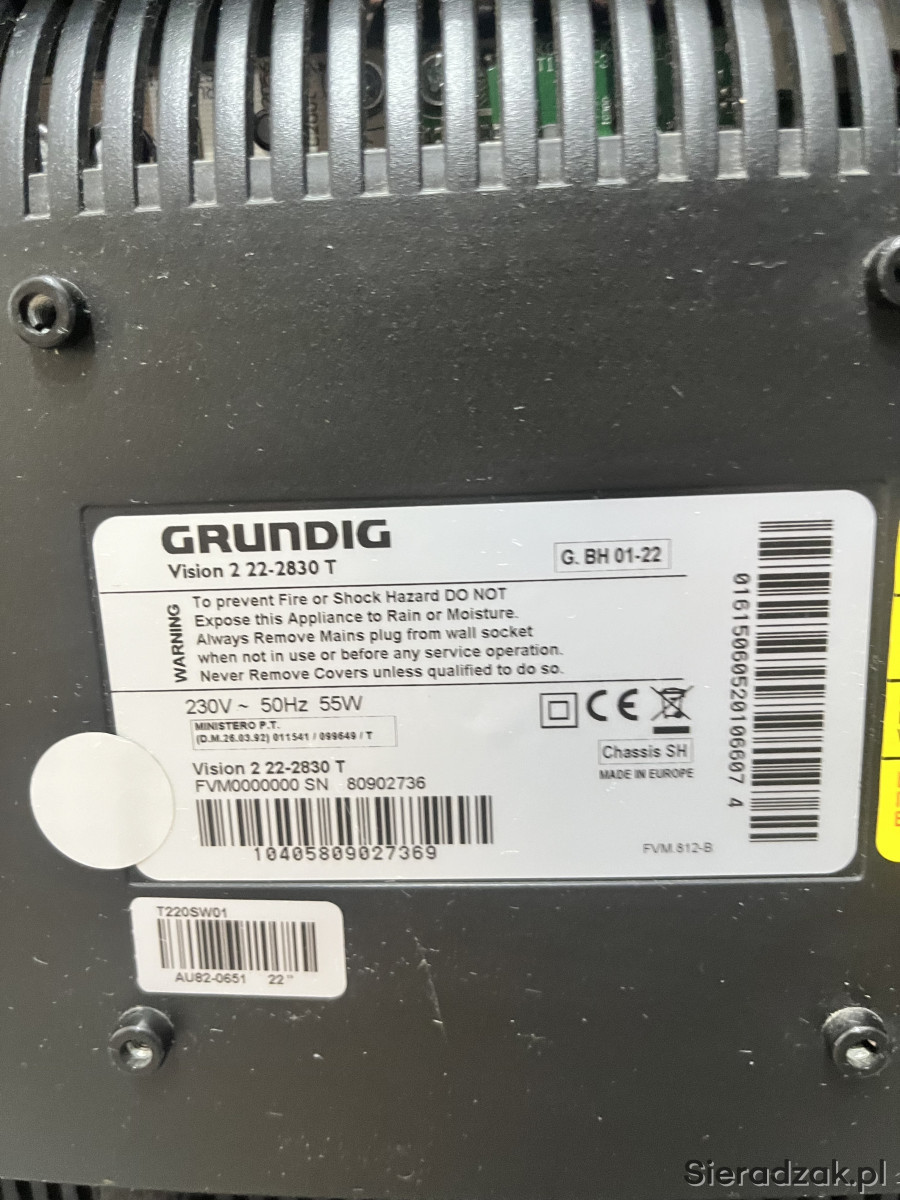 GRUNDIG
Vision 2 22-2830 T
G. BH 01-22
WARNING
To prevent Fire or Shock Hazard DO NOT
Expose this Appliance to Rain or Moisture.
Always Remove Mains plug from wall socket
when not in use or before any service operation.
Never Remove Covers unless qualified to do so.
230V ~ 50Hz 55W
MINISTERO P.T.
(D.M.26.03.92) 011541 / 099649 / T
CE
Chassis SH
MADE IN EUROPE
Vision 2 22-2830 T
FVM0000000 SN 80902736
10405809027369
FVM.812-B
01615060520106607 4
T220SW01
AU82-0651 22"
Sieradzak.pl